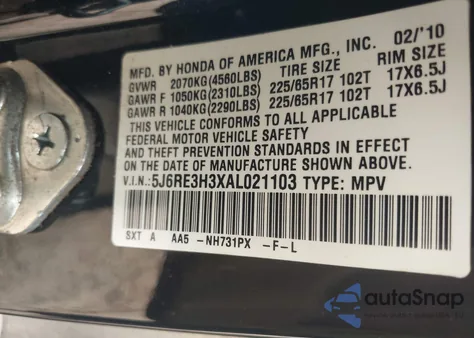 MFD. BY HONDA OF AMERICA MFG., INC. 02/'10
GVWR 2070KG(4560LBS) TIRE SIZE RIM SIZE
GAWR F 1050KG(2310LBS) 225/65R17 102T 17X6.5J
GAWR R 1040KG(2290LBS) 225/65R17 102T 17X6.5J
THIS VEHICLE CONFORMS TO ALL APPLICABLE
FEDERAL MOTOR VEHICLE SAFETY
AND THEFT PREVENTION STANDARDS IN EFFECT
ON THE DATE OF MANUFACTURE SHOWN ABOVE.
V.I.N.: 5J6RE3H3XAL021103 TYPE: MPV
SXT A AA5 -NH731PX -F-L
autoSnap